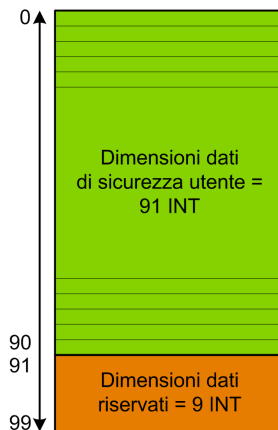 0
Dimensioni dati
di sicurezza utente =
91 INT
90
91
Dimensioni dati
riservati = 9 INT
99